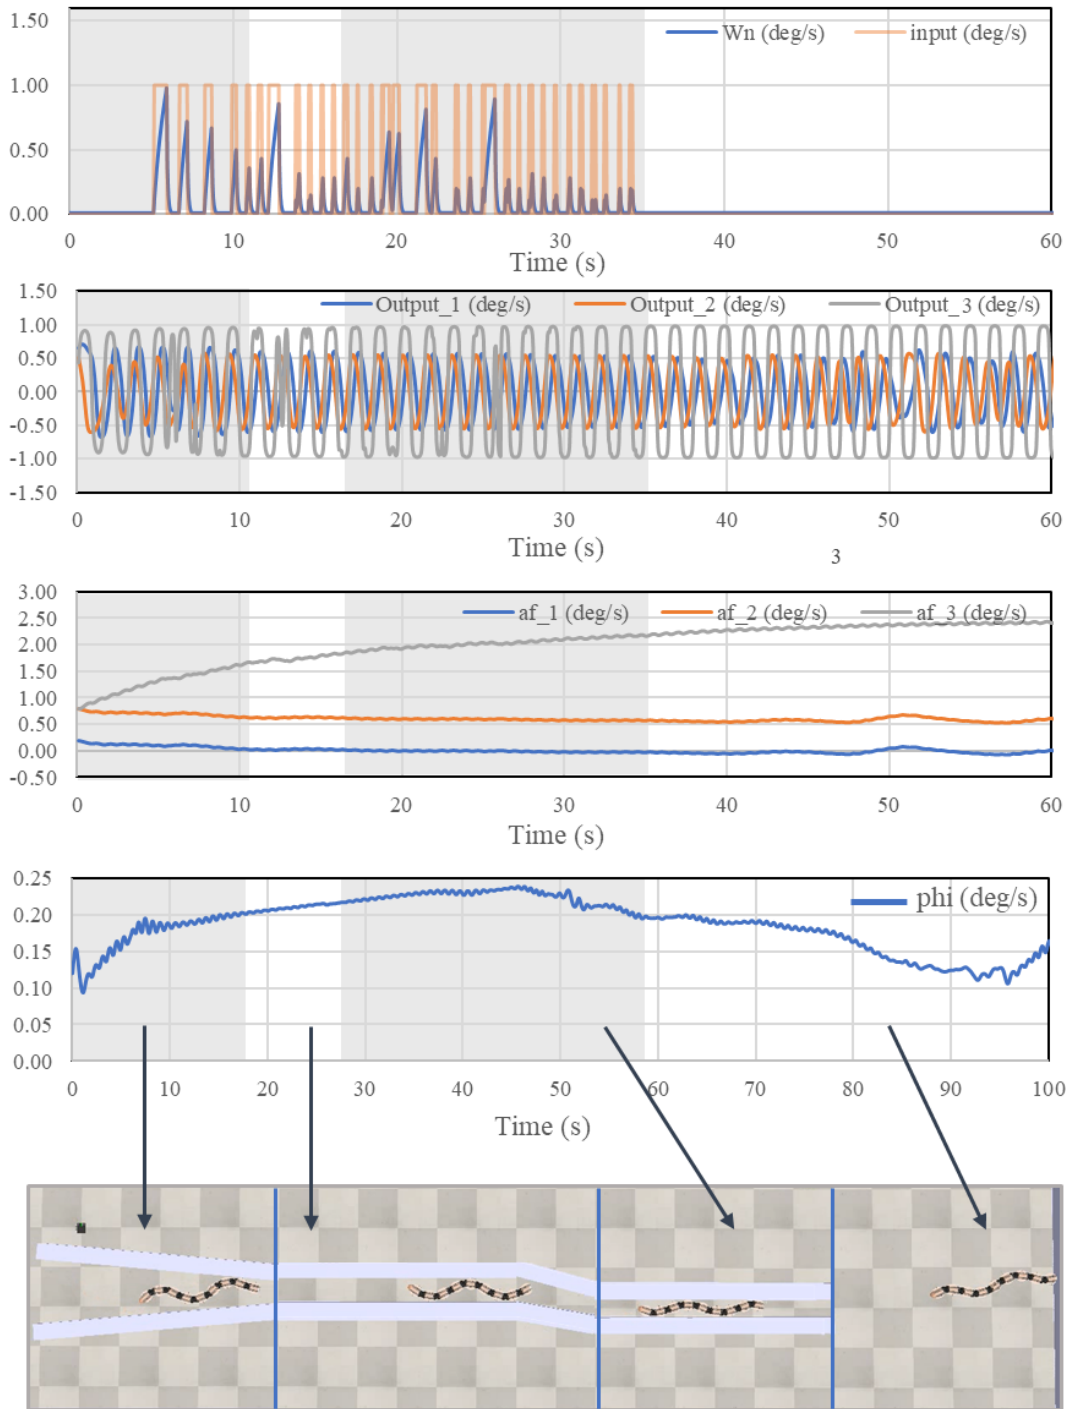 1.50
Wn (deg/s) input (deg/s)
1.00
0.50
0.00
0 10 20 30 40 50 60
Time (s)
1.50
Output_1 (deg/s) Output_2 (deg/s) Output_3 (deg/s)
1.00
0.50
0.00
-0.50
-1.00
-1.50
0 10 20 30 40 50 60
Time (s)
3
3.00
af_1 (deg/s) af_2 (deg/s) af_3 (deg/s)
2.50
2.00
1.50
1.00
0.50
0.00
-0.50
0 10 20 30 40 50 60
Time (s)
0.25
phi (deg/s)
0.20
0.15
0.10
0.05
0.00
0 10 20 30 40 50 60 70 80 90 100
Time (s)